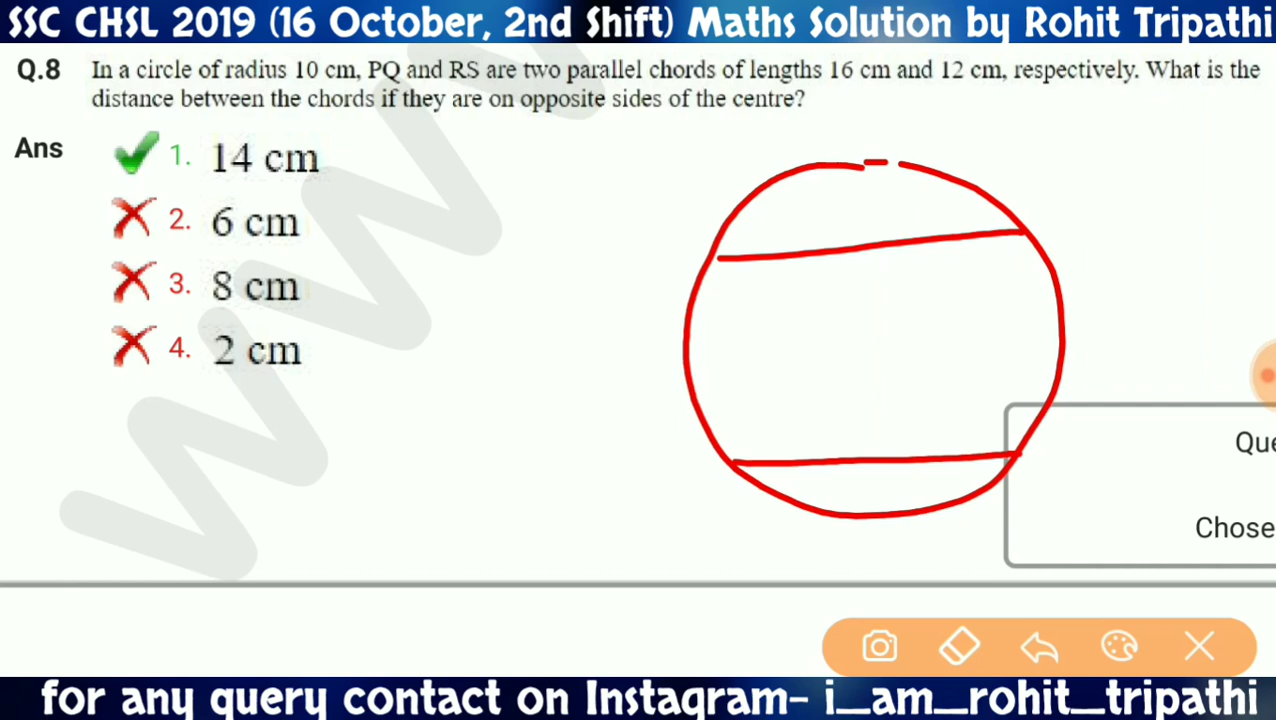 SSC CHSL 2019 (16 October, 2nd Shift) Maths Solution by Rohit Tripathi
Q.8 In a circle of radius 10 cm, PQ and RS are two parallel chords of lengths 16 cm and 12 cm, respectively. What is the
distance between the chords if they are on opposite sides of the centre?
Ans 1. 14 cm
2. 6 cm
3. 8 cm
4. 2 cm
Chose
www
for any query contact on Instagram- i_am_rohit_tripathi